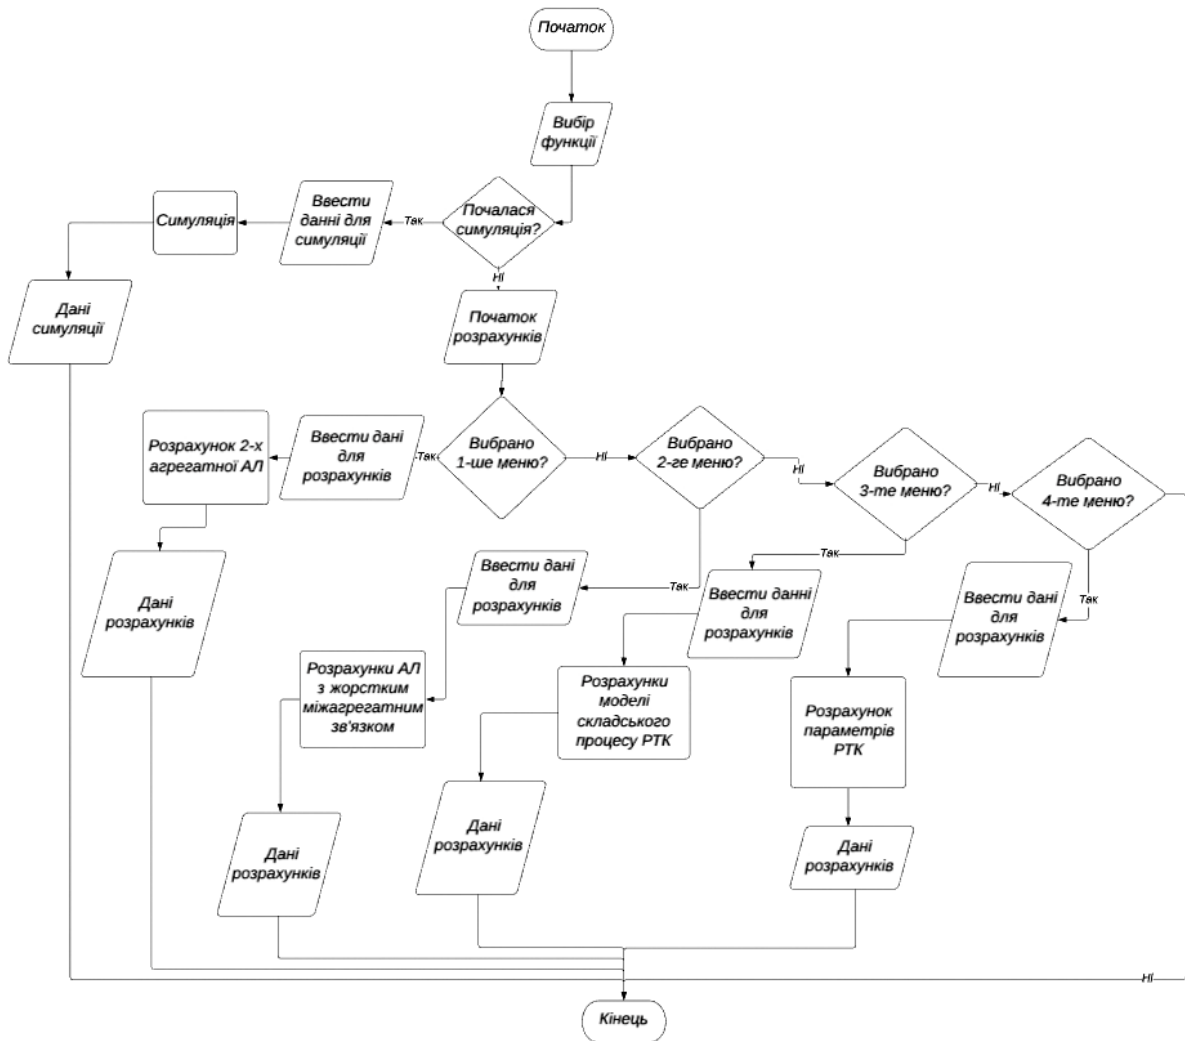 Початок
Вибір
функції
Почалася
симуляція?
Так
Ввести
данні для
симуляції
Симуляція
Дані
симуляції
НІ
Початок
розрахунків
Вибрано
1-ше меню?
Так
Ввести дані
для
розрахунків
Розрахунок 2-х
агрегатної АЛ
Дані
розрахунків
НІ
Вибрано
2-ге меню?
Так
Ввести дані
для
розрахунків
Розрахунки АЛ
з жорстким
міжагрегатним
зв'язком
Дані
розрахунків
НІ
Вибрано
3-те меню?
Так
Ввести данні
для
розрахунків
Розрахунки
моделі
складського
процесу РТК
Дані
розрахунків
НІ
Вибрано
4-те меню?
Так
Ввести дані
для
розрахунків
Розрахунок
параметрів
РТК
Дані
розрахунків
НІ
Кінець